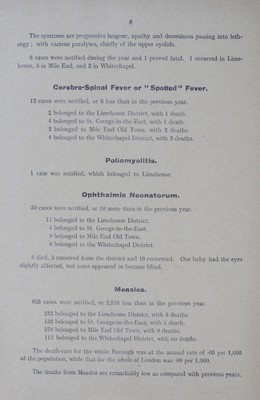 6
The symptoms are progressive langour, apathy and drowsiness passing into leth-
argy ; with various paralyses, chiefly of the upper eyelids.
6 cases were notified during the year and 1 proved fatal. 1 occurred in Lime-
house, 3 in Mile End, and 2 in Whitechapel.
Cerebro-Spinal Fever or "Spotted" Fever.
12 cases were notified, or 6 less than in the previous year.
2 belonged to the Limehouse District, with 1 death.
4 belonged to St. George-in-the-East, with 1 death.
2 belonged to Mile End Old Town, with 2 deaths.
4 belonged to the Whitechapel District, with 2 deaths.
Poliomyelitis.
1 case was notified, which belonged to Limehouse.
Ophthalmia Neonatorum.
30 cases were notified, or 10 more than in the previous year.
11 belonged to the Limehouse District.
4 belonged to St. George-in-the-East.
belonged to Mile End Old Town.
belonged to the Whitechapel District.
8 died, 3 removed from the district and 19 recovered. One baby had the eyes
slightly affected, but none appeared to become blind.
Measles.
855 cases were notified, or less than in the previous year.
232 belonged to the Limehouse District, with 3 deaths.
belonged to St. George-in-the-East, with 1 death.
belonged to Mile End Old Town, with 8 deaths.
113 belonged to the Whitechapel District, with no deaths.
The death-rate for the whole Borough was at the annual rate of ·05 per 1,000
of the population, while that for the whole of London was ·08 per 1,000.
The deaths from Measles are remarkably low as compared with previous years.